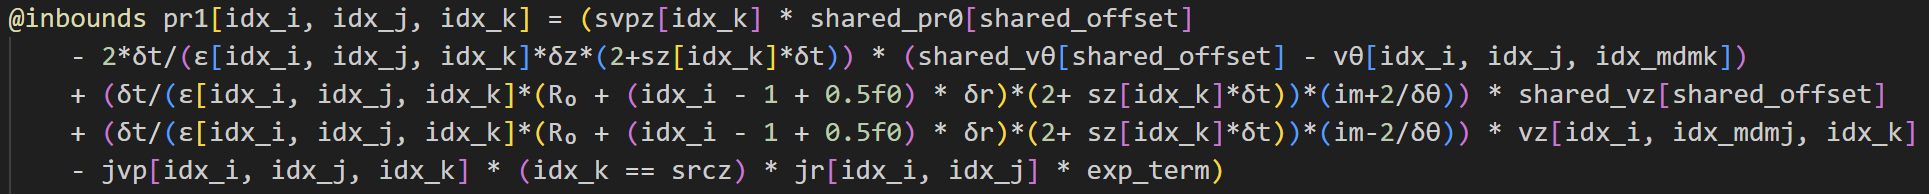 @inbounds pr1[idx_i, idx_j, idx_k] = (svpz[idx_k] * shared_pr0[shared_offset]
- 2*δt/(ε[idx_i, idx_j, idx_k]*δz*(2+sz[idx_k]*δt)) * (shared_vθ[shared_offset] - vθ[idx_i, idx_j, idx_mdmk])
+ (δt/(ε[idx_i, idx_j, idx_k]*(R₀ + (idx_i - 1 + 0.5f0) * δr)*(2+ sz[idx_k]*δt))*(im+2/δθ)) * shared_vz[shared_offset]
+ (δt/(ε[idx_i, idx_j, idx_k]*(R₀ + (idx_i - 1 + 0.5f0) * δr)*(2+ sz[idx_k]*δt))*(im-2/δθ)) * vz[idx_i, idx_mdmj, idx_k]
- jvp[idx_i, idx_j, idx_k] * (idx_k == srcz) * jr[idx_i, idx_j] * exp_term)